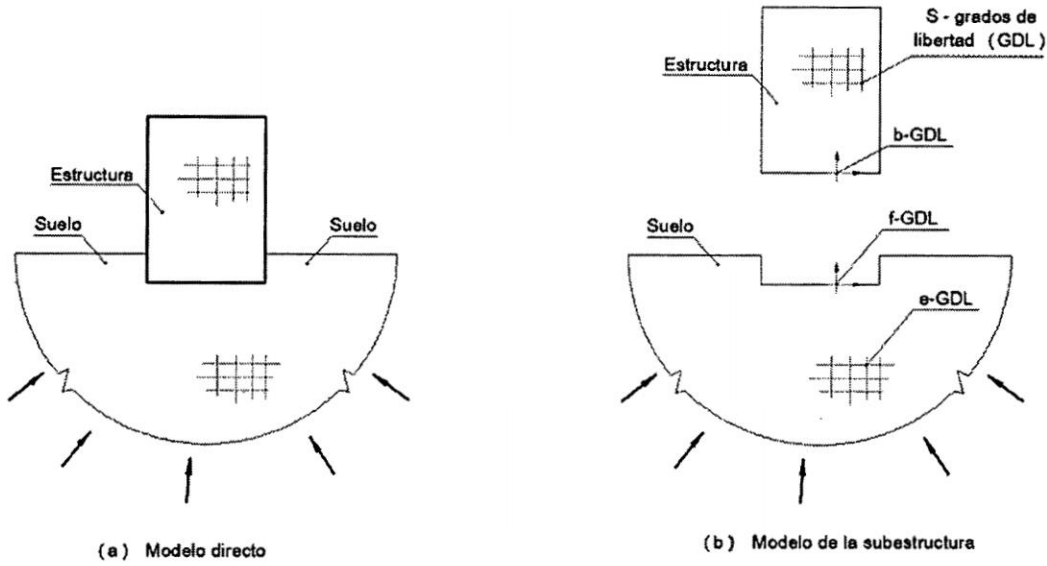 Estructura
Suelo
Suelo
(a) Modelo directo
S - grados de
libertad (GDL)
Estructura
b-GDL
f-GDL
Suelo
e-GDL
(b) Modelo de la subestructura